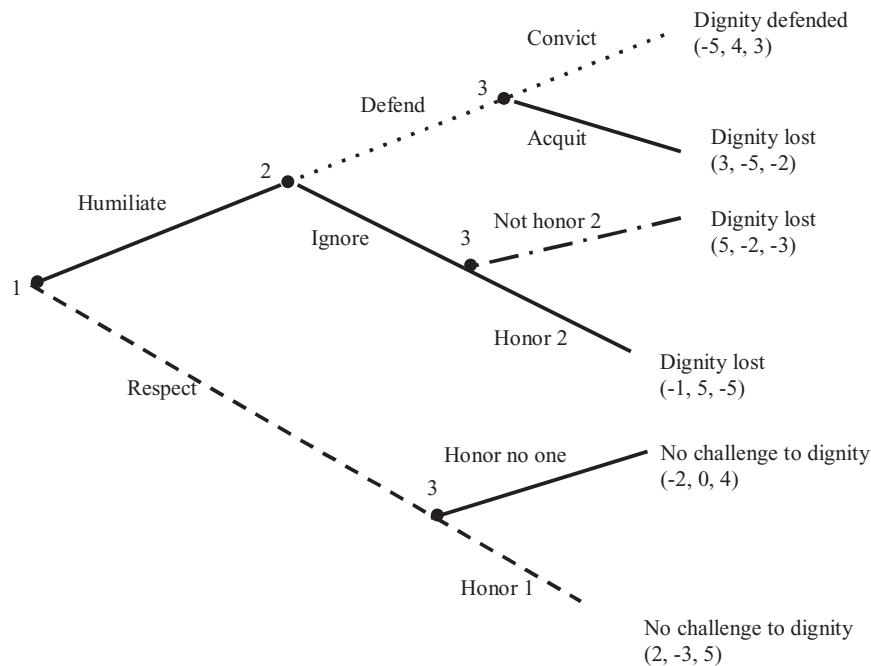 Convict
Dignity defended
(-5, 4, 3)
3
Defend
Acquit
Dignity lost
(3, -5, -2)
2
Humiliate
Not honor 2
Dignity lost
(5, -2, -3)
Ignore
3
1
Honor 2
Dignity lost
(-1, 5, -5)
Respect
Honor no one
No challenge to dignity
(-2, 0, 4)
3
Honor 1
No challenge to dignity
(2, -3, 5)